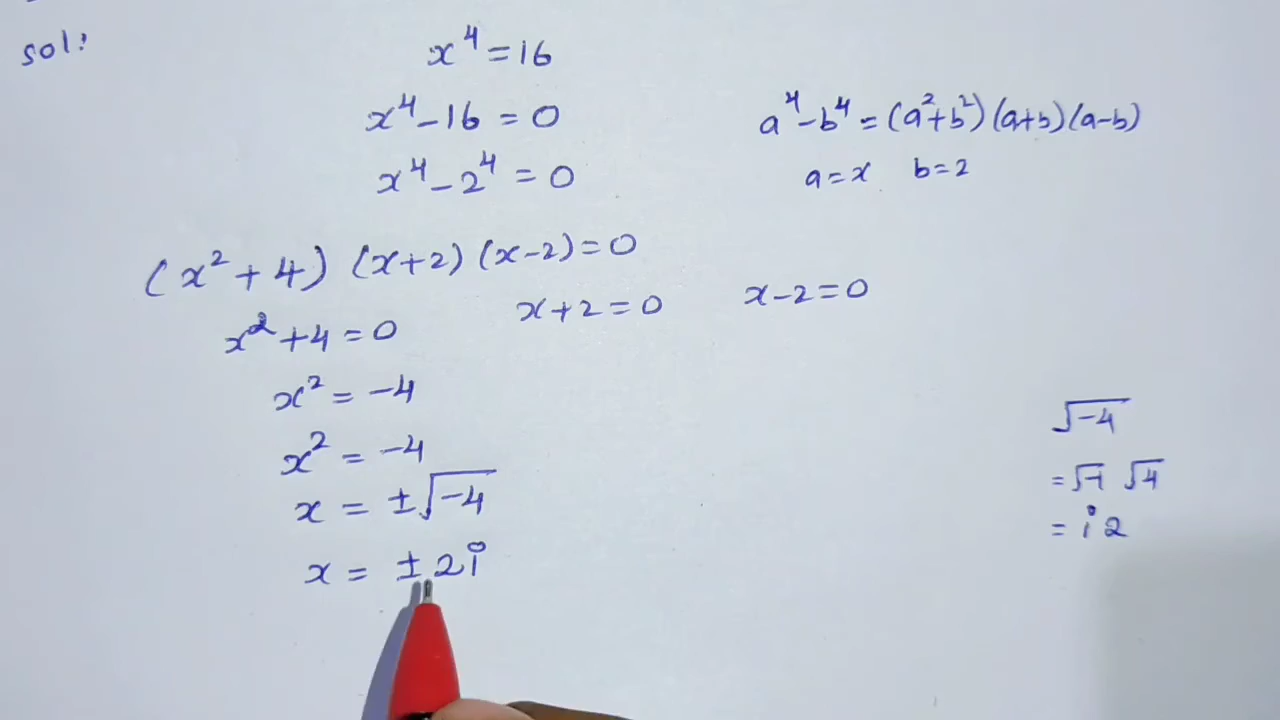 sol:
x⁴ = 16
x⁴ - 16 = 0
x⁴ - 2⁴ = 0
a⁴ - b⁴ = (a² + b²) (a+b) (a-b)
a = x b = 2
(x² + 4) (x+2) (x-2) = 0
x + 2 = 0 x - 2 = 0
x² + 4 = 0
x² = -4
x² = -4
x = ±√-4
x = ± 2i
√-4
= √-1 √4
= i 2